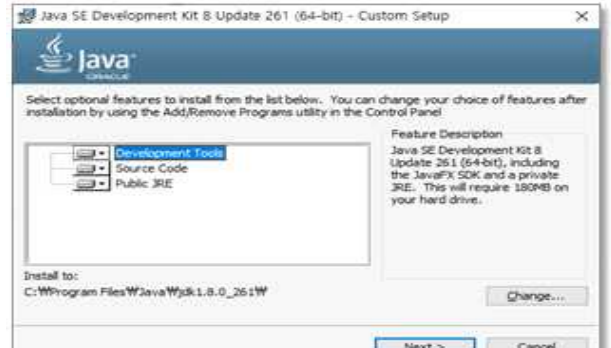 Java SE Development Kit 8 Update 261 (64-bit) - Custom Setup
Java
ORACLE
Select optional features to install from the list below. You can change your choice of features after
installation by using the Add/Remove Programs utility in the Control Panel
Development Tools
Source Code
Public JRE
Feature Description
Java SE Development Kit 8
Update 261 (64-bit), including
the JavaFX SDK and a private
JRE. This will require 180MB on
your hard drive.
Install to:
C:₩Program Files₩Java₩jdk1.8.0_261₩
Change...
Next >
Cancel